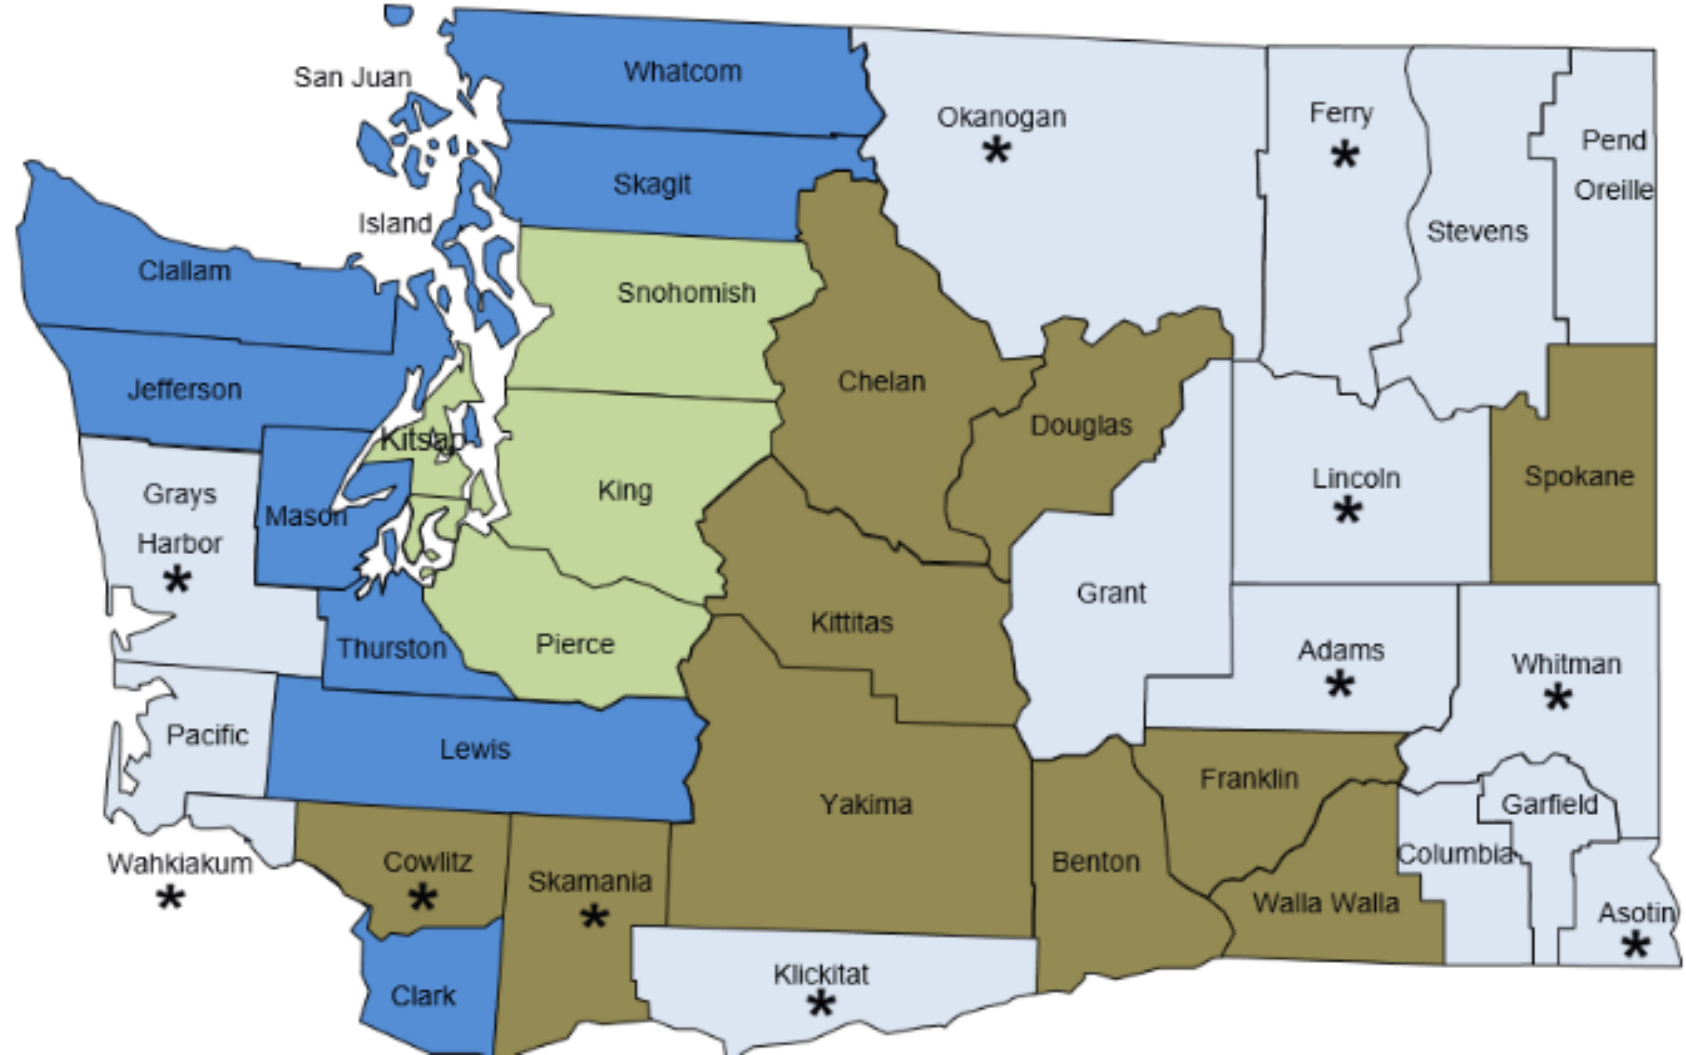 San Juan
Whatcom
Okanogan
*
Ferry
*
Pend
Oreille
Skagit
Island
Stevens
Clallam
Snohomish
Jefferson
Chelan
Douglas
Kitsap
King
Lincoln
*
Spokane
Grays
Harbor
*
Mason
Grant
Kittitas
Thurston
Pierce
Adams
*
Whitman
*
Pacific
Lewis
Yakima
Franklin
Garfield
Wahkiakum
*
Cowlitz
*
Skamania
*
Benton
Columbia
Walla Walla
Asotin
*
Clark
Klickitat
*